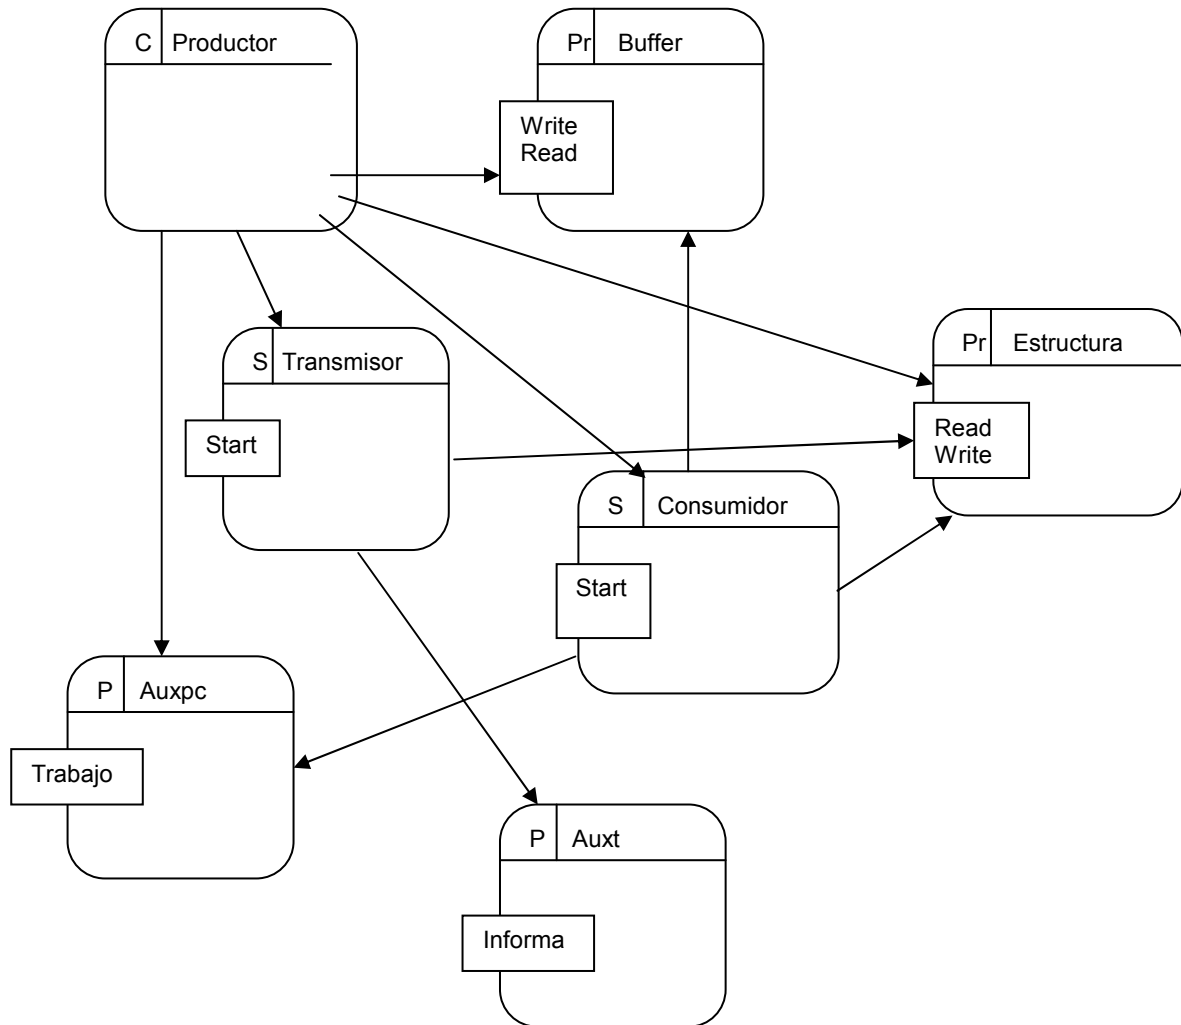 C Productor
Pr Buffer
Write
Read
Pr Estructura
S Transmisor
Start
Read
Write
S Consumidor
Start
P Auxpc
Trabajo
P Auxt
Informa